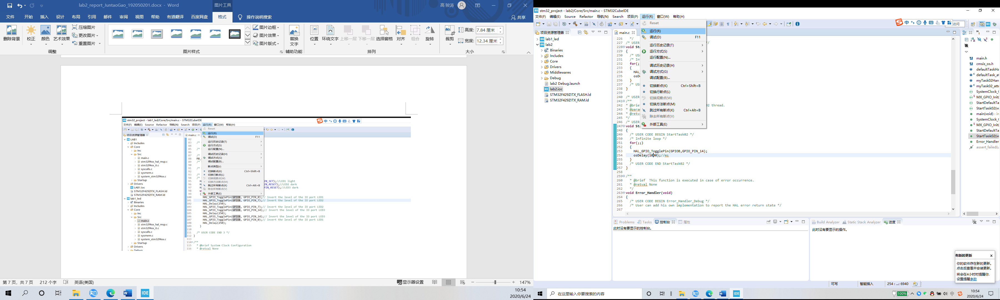 lab2_report_JuntaoGao_192050201.docx - Word
图片工具
高 骏涛
文件 开始 插入 设计 布局 引用 邮件 审阅 视图 帮助 有道翻译 百度网盘 格式 操作说明搜索 共享
删除背景 校正 颜色 艺术效果
压缩图片
更改图片
重置图片
调整
图片样式
图片边框
图片效果
图片版式
替换文字
辅助功能
位置 环绕文字 上移一层 下移一层 选择窗格 对齐 组合 旋转
排列
裁剪
高度: 7.84 厘米
宽度: 12.34 厘米
大小
stm32_project - lab1_led/Core/Src/main.c - STM32CubeIDE
文件(F) 编辑(E) Source Refactor 导航(N) Search 项目(P) 运行(R) 窗口(W) 帮助(H)
项目资源管理器
LAB1
Includes
Core
Inc
Src
main.c
stm32f4xx_hal_msp.c
stm32f4xx_it.c
syscalls.c
sysmem.c
system_stm32f4xx.c
Startup
Drivers
LAB1.ioc
STM32F429ZITX_FLASH.ld
STM32F429ZITX_RAM.ld
lab1_led
Binaries
Includes
Core
Inc
Src
main.c
stm32f4xx_hal_msp.c
stm32f4xx_it.c
syscalls.c
sysmem.c
system_stm32f4xx.c
Startup
Drivers
Debug
main.c
Reset
运行(R)
调试(D) F11
运行历史记录(T)
运行方式(S)
运行配置(N)...
调试历史记录(H)
调试方式(G)
调试配置(B)...
断点类型(r)
切换断点(K) Ctrl+Shift+B
切换行断点(L)
切换观察点(W)
切换方法断点(M)
跳过所有断点(K) Ctrl+Alt+B
除去所有断点(V)
外部工具(E)
IN_SET);//LED1 light
PIN_RESET);//LED2 dark
PIN_RESET);//LED3 dark
100 HAL_GPIO_TogglePin(GPIOB, GPIO_PIN_0);// Invert the level of the IO port LED1
101 HAL_GPIO_TogglePin(GPIOB, GPIO_PIN_7);// Invert the level of the IO port LED2
102 HAL_Delay(250);
103 HAL_GPIO_TogglePin(GPIOB, GPIO_PIN_7);// Invert the level of the IO port LED2
104 HAL_GPIO_TogglePin(GPIOB, GPIO_PIN_14);// Invert the level of the IO port LED3
105 HAL_Delay(250);
106 HAL_GPIO_TogglePin(GPIOB, GPIO_PIN_14);// Invert the level of the IO port LED3
107 HAL_GPIO_TogglePin(GPIOB, GPIO_PIN_0);// Invert the level of the IO port LED1
108 HAL_Delay(250);
109 }
110
111 /* USER CODE END 3 */
112 }
113
114 /**
115 * @brief System Clock Configuration
116 * @retval None
第 7 页，共 7 页 212 个字 英语(美国) 显示器设置 147%
10:54
2020/6/24
stm32_project - lab2/Core/Src/main.c - STM32CubeIDE
文件(F) 编辑(E) Source Refactor 导航(N) Search 项目(P) 运行(R) 窗口(W) 帮助(H)
项目资源管理器
lab1_led
lab2
Binaries
Includes
Core
Drivers
Middlewares
Debug
lab2 Debug.launch
lab2.ioc
STM32F429ZITX_FLASH.ld
STM32F429ZITX_RAM.ld
Reset
运行(R)
调试(D) F11
运行历史记录(T)
运行方式(S)
运行配置(N)...
调试历史记录(H)
调试方式(G)
调试配置(B)...
切换断点(K) Ctrl+Shift+B
切换行断点(L)
切换观察点(W)
切换方法断点(M)
跳过所有断点(K) Ctrl+Alt+B
除去所有断点(V)
外部工具(E)
main.c
226 */
227 /* USER */
228 void Sta
229 {
230 /* USE
231 /* Inf
232 for(;
233 {
234 HAL_
235 osD
236 }
237 /* USE
238 }
239
240 /* USER
241 /**
242 * @brief 02 thread.
243 * @para
244 * @retva
245 */
246 /* USER
247 void Sta
248 {
249 /* USER CODE BEGIN StartTask02 */
250 /* Infinite loop */
251 for(;;)
252 {
253 HAL_GPIO_TogglePin(GPIOB,GPIO_PIN_14);
254 osDelay(1000);//ms
255 }
256 /* USER CODE END StartTask02 */
257 }
258
259 /**
260 * @brief This function is executed in case of error occurrence.
261 * @retval None
262 */
263 void Error_Handler(void)
264 {
265 /* USER CODE BEGIN Error_Handler_Debug */
266 /* User can add his own implementation to report the HAL error return state */
267
main.h
cmsis_os.h
defaultTaskHa
defaultTask_at
myTask02Han
myTask02_attr
SystemClock_C
MX_GPIO_Init(
StartDefaultTa
StartTask02(vo
main(void) : in
SystemClock_C
MX_GPIO_Init(
StartDefaultTa
StartTask02(vo
Error_Handler
assert_failed(u
Problems Tasks 控制台 属性
此时没有要显示的控制台。
Build Analyzer Static Stack Analyzer 进度
此时没有要显示的操作。
有新的更新
你的软件存在新的更新。
点击后查看并安装更新。
将会在4小时时提醒你.
设置提醒参数
可写 智能插入 254 : ...: 6940
在这里输入你要搜索的内容
100%
10:54
2020/6/24